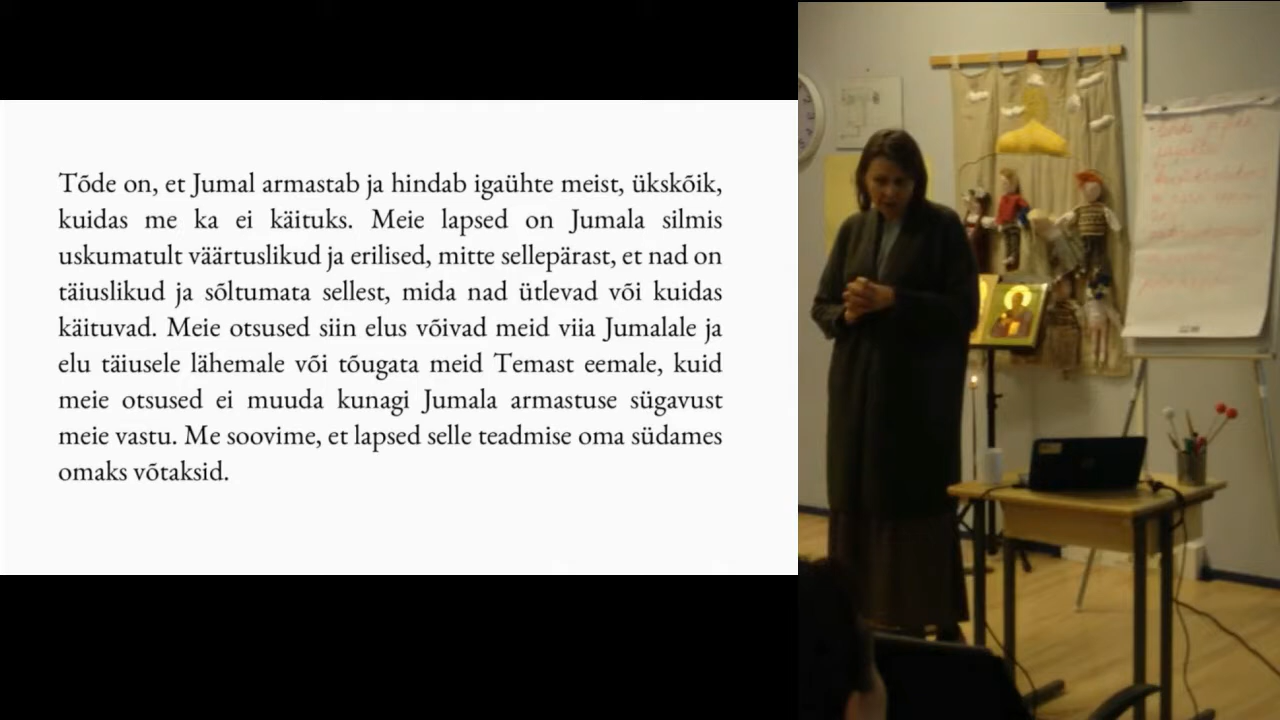 Tõde on, et Jumal armastab ja hindab igaühte meist, ükskõik,
kuidas me ka ei käituks. Meie lapsed on Jumala silmis
uskumatult väärtuslikud ja erilised, mitte sellepärast, et nad on
täiuslikud ja sõltumata sellest, mida nad ütlevad või kuidas
käituvad. Meie otsused siin elus võivad meid viia Jumalale ja
elu täiusele lähemale või tõugata meid Temast eemale, kuid
meie otsused ei muuda kunagi Jumala armastuse sügavust
meie vastu. Me soovime, et lapsed selle teadmise oma südames
omaks võtaksid.